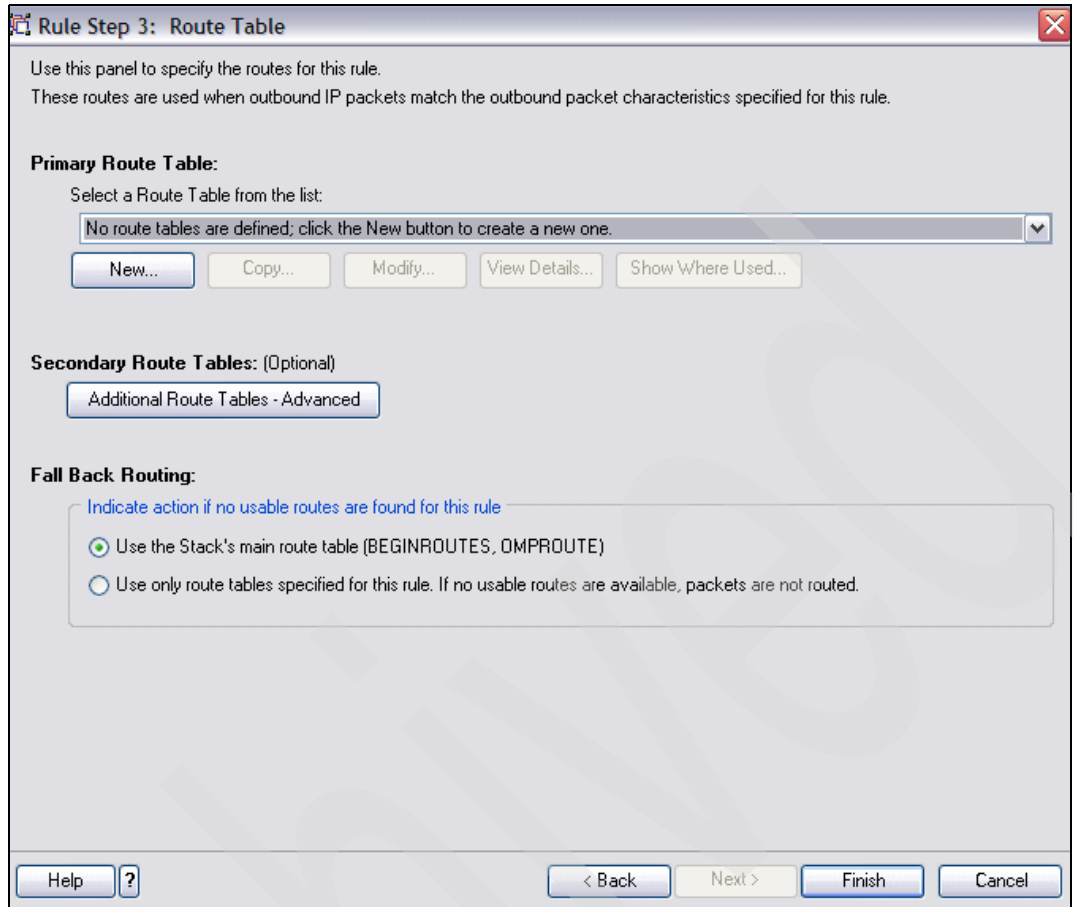 Rule Step 3: Route Table
Use this panel to specify the routes for this rule.
These routes are used when outbound IP packets match the outbound packet characteristics specified for this rule.
Primary Route Table:
Select a Route Table from the list:
No route tables are defined; click the New button to create a new one.
New... Copy... Modify... View Details... Show Where Used...
Secondary Route Tables: (Optional)
Additional Route Tables - Advanced
Fall Back Routing:
Indicate action if no usable routes are found for this rule
Use the Stack's main route table (BEGINROUTES, OMPROUTE)
Use only route tables specified for this rule. If no usable routes are available, packets are not routed.
Help ? < Back Next > Finish Cancel